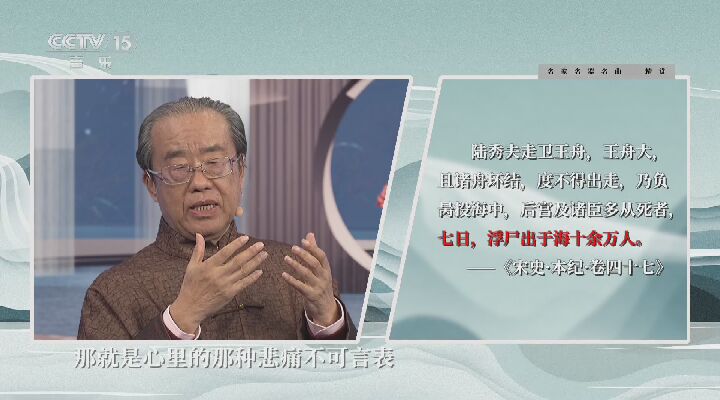 CCTV 15
音乐
名家名器名曲 精讲
陆秀夫走卫王舟，王舟大，
且诸舟环结，度不得出走，乃负
昺投海中，后宫及诸臣多从死者，
七日，浮尸出于海十余万人。
——《宋史·本纪·卷四十七》
那就是心里的那种悲痛不可言表